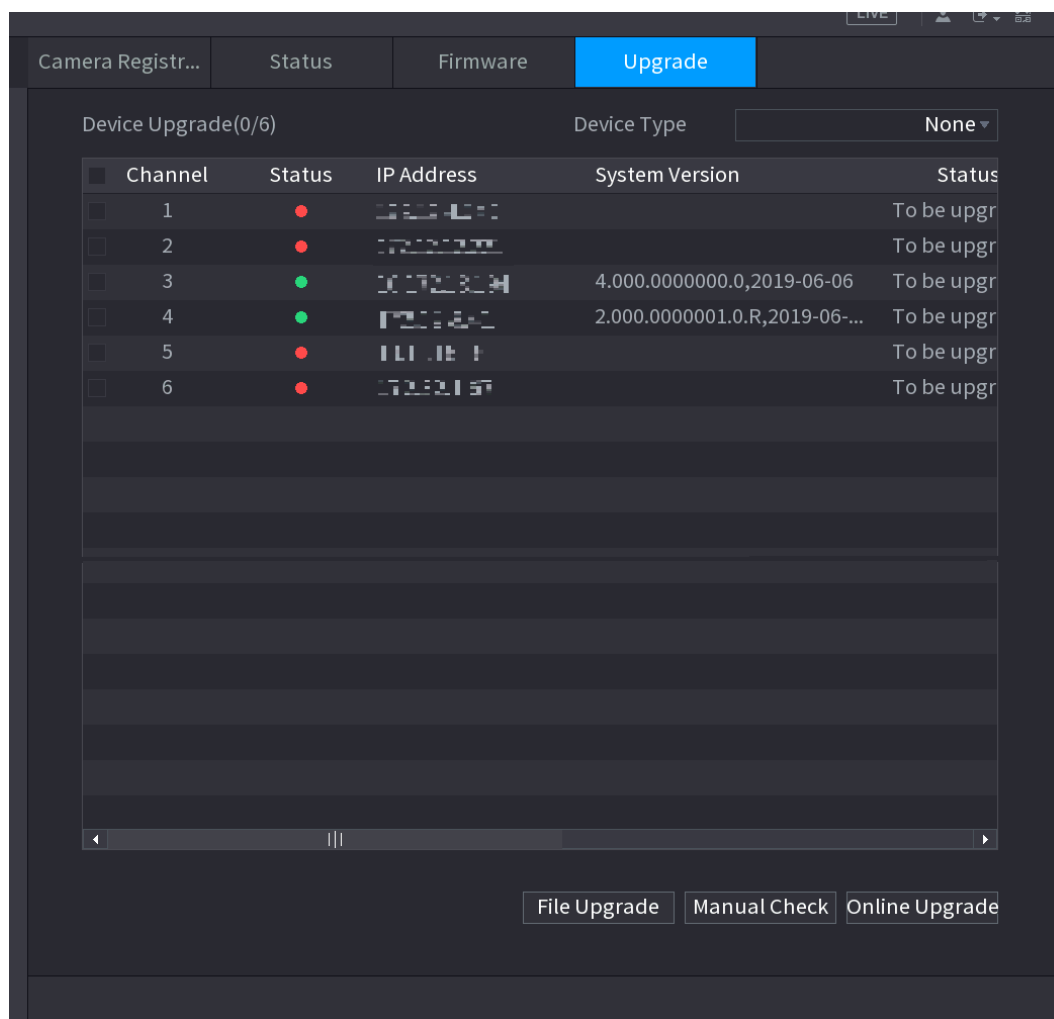 LIVE
Camera Registr... Status Firmware Upgrade
Device Upgrade(0/6) Device Type None
Channel Status IP Address System Version Status
1 To be upgr
2 To be upgr
3 4.000.0000000.0,2019-06-06 To be upgr
4 2.000.0000001.0.R,2019-06-... To be upgr
5 To be upgr
6 To be upgr
File Upgrade Manual Check Online Upgrade